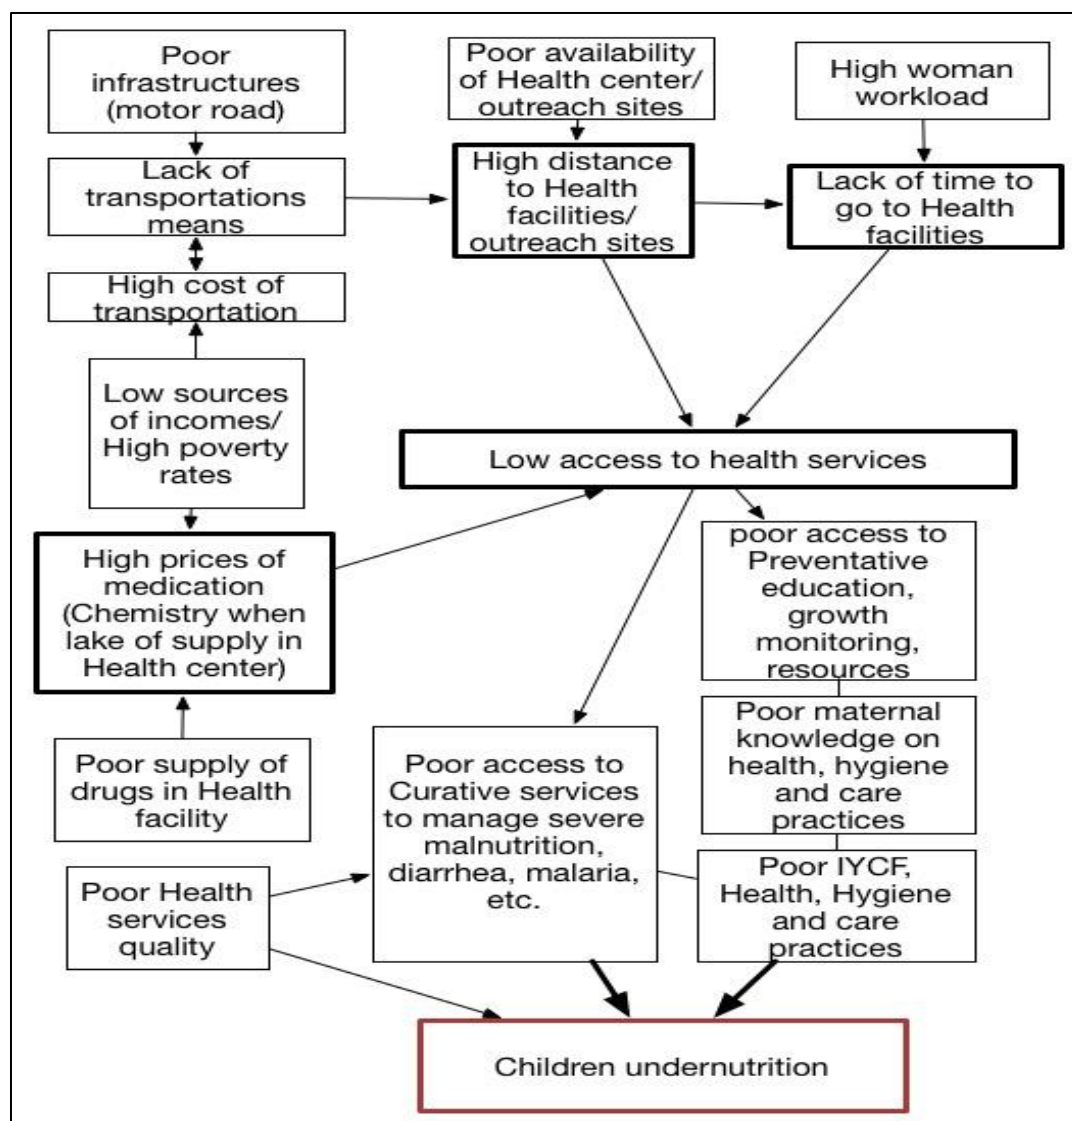 Poor
infrastructures
(motor road)
Poor availability
of Health center/
outreach sites
High woman
workload
Lack of
transportations
means
High distance
to Health
facilities/
outreach sites
Lack of time to
go to Health
facilities
High cost of
transportation
Low sources
of incomes/
High poverty
rates
Low access to health services
High prices of
medication
(Chemistry when
lake of supply in
Health center)
poor access to
Preventative
education,
growth
monitoring,
resources
Poor maternal
knowledge on
health, hygiene
and care
practices
Poor supply of
drugs in Health
facility
Poor access to
Curative services
to manage severe
malnutrition,
diarrhea, malaria,
etc.
Poor IYCF,
Health, Hygiene
and care
practices
Poor Health
services
quality
Children undernutrition